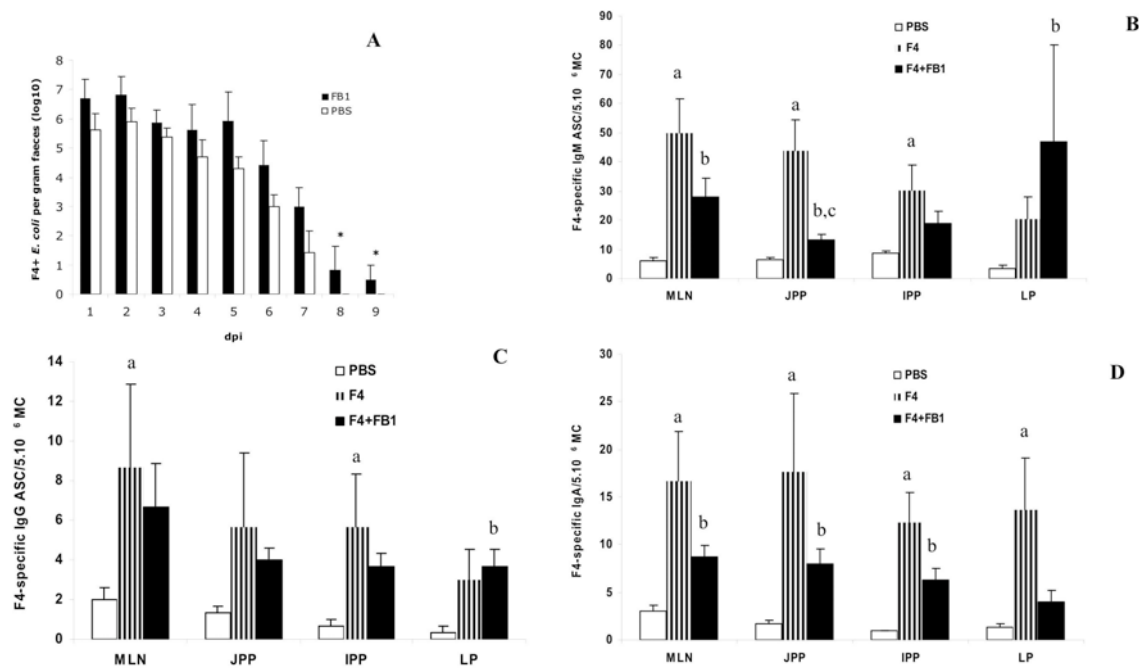 A
F4+ E. coli per gram faeces (log10)
8
7
6
5
4
3
2
1
0
FB1
PBS
*
*
1 2 3 4 5 6 7 8 9
dpi
B
F4-specific IgM ASC/5.10 6 MC
90
80
70
60
50
40
30
20
10
0
PBS
F4
F4+FB1
a
b
a
b,c
a
b
MLN JPP IPP LP
C
F4-specific IgG ASC/5.10 6 MC
14
12
10
8
6
4
2
0
PBS
F4
F4+FB1
a
a
b
MLN JPP IPP LP
D
F4-specific IgA/5.10 6 MC
30
25
20
15
10
5
0
PBS
F4
F4+FB1
a
b
a
b
a
b
a
MLN JPP IPP LP